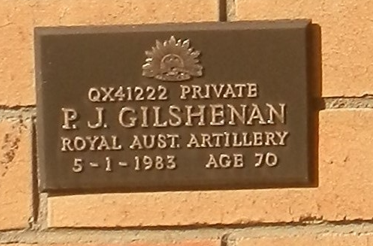 QX41222 PRIVATE
P. J. GILSHENAN
ROYAL AUST. ARTILLERY
5-1-1983 AGE 70